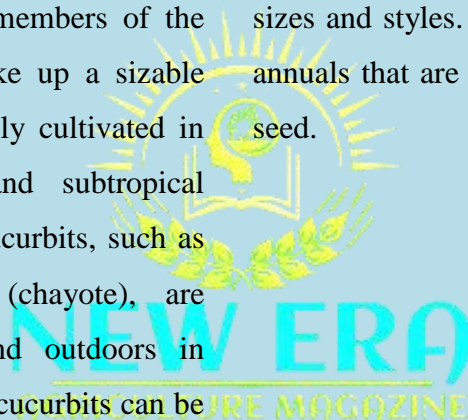 members of the
ke up a sizable
ly cultivated in
nd subtropical
curbits, such as
(chayote), are
nd outdoors in
cucurbits can be
sizes and styles.
annuals that are
seed.
NEW ERA
AGRICULTURE MAGAZINE